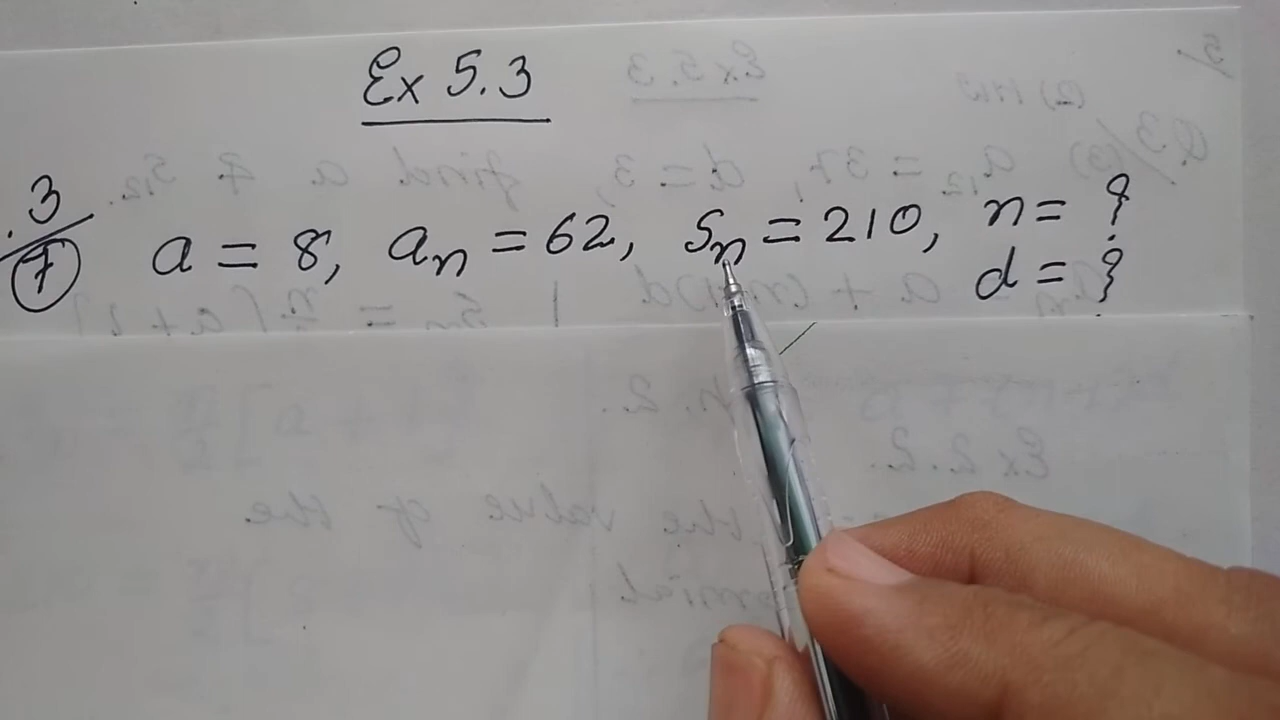 Ex 5.3
3
7 a = 8, an = 62, Sn = 210, n = ?
d = ?